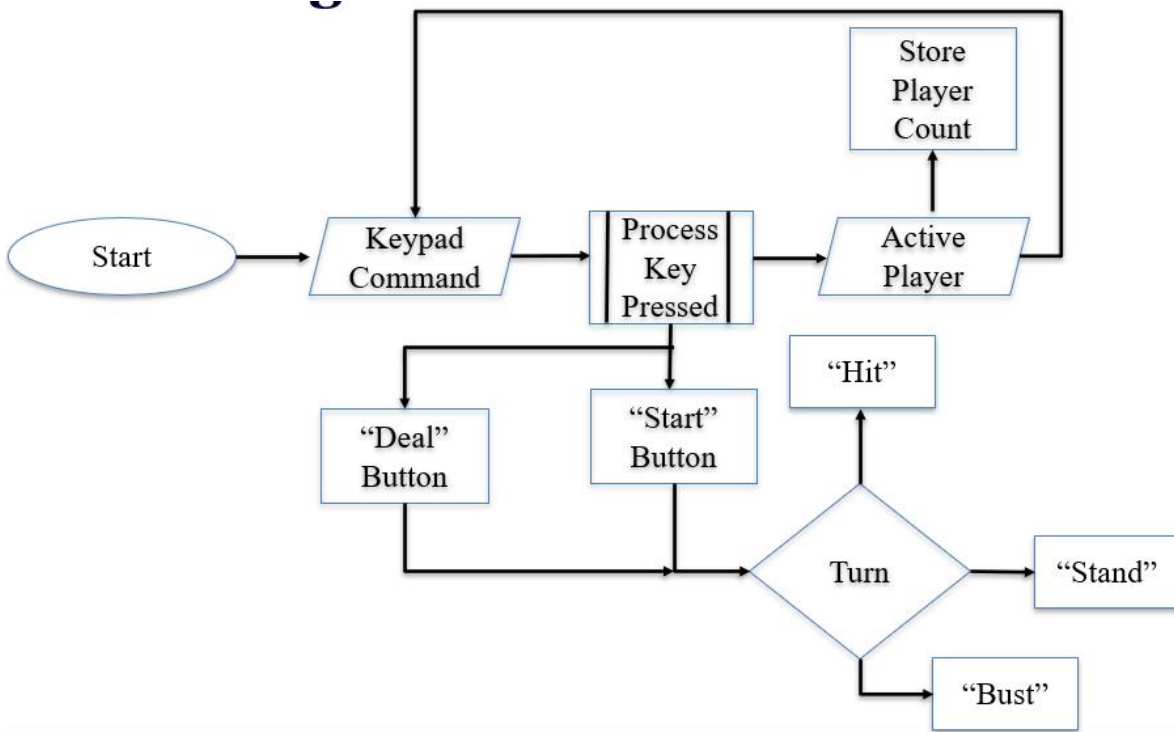 Store
Player
Count
Start
Keypad
Command
Process
Key
Pressed
Active
Player
“Hit”
“Deal”
Button
“Start”
Button
Turn
“Stand”
“Bust”